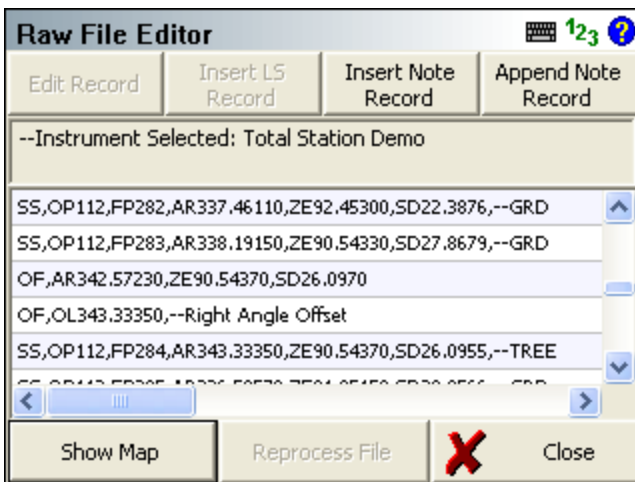 Raw File Editor
123
?
Edit Record
Insert LS
Record
Insert Note
Record
Append Note
Record
--Instrument Selected: Total Station Demo
SS,OP112,FP282,AR337.46110,ZE92.45300,SD22.3876,--GRD
SS,OP112,FP283,AR338.19150,ZE90.54330,SD27.8679,--GRD
OF,AR342.57230,ZE90.54370,SD26.0970
OF,OL343.33350,--Right Angle Offset
SS,OP112,FP284,AR343.33350,ZE90.54370,SD26.0955,--TREE
Show Map
Reprocess File
Close